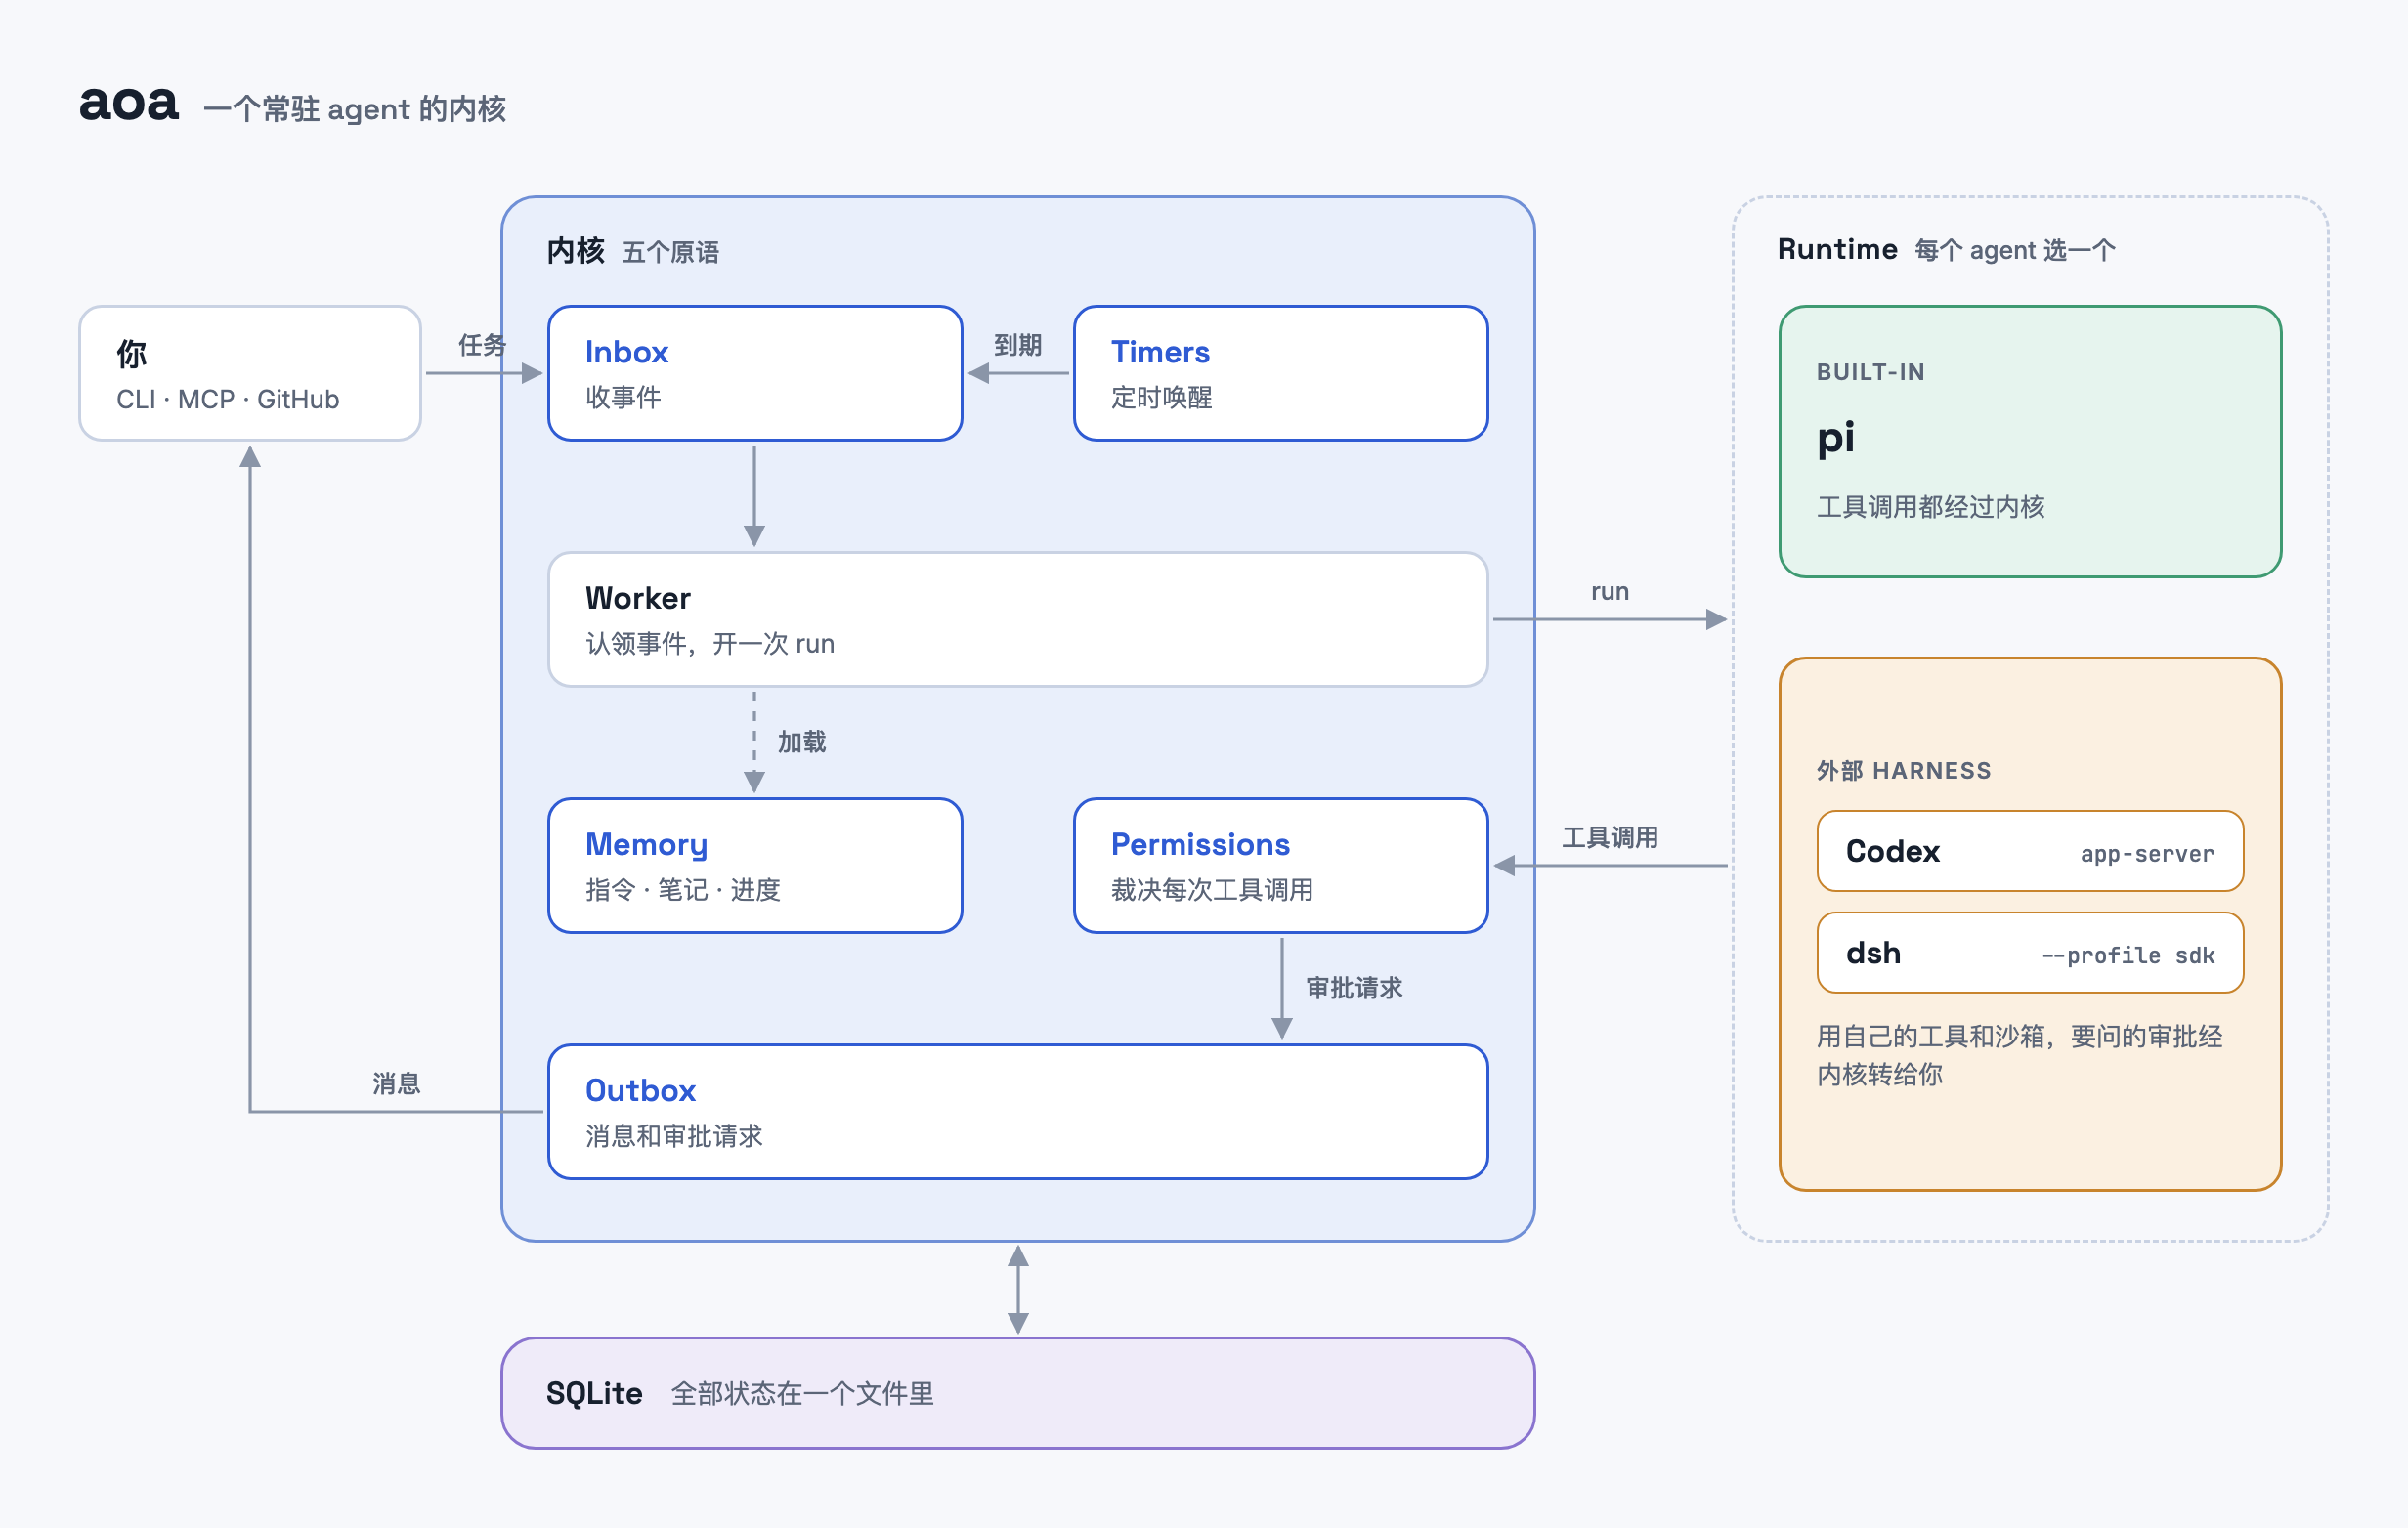 aoa 一个常驻 agent 的内核
内核 五个原语
Runtime 每个 agent 选一个
你
CLI · MCP · GitHub
任务
Inbox
收事件
到期
Timers
定时唤醒
BUILT-IN
pi
工具调用都经过内核
Worker
认领事件，开一次 run
run
加载
Memory
指令 · 笔记 · 进度
Permissions
裁决每次工具调用
工具调用
外部 HARNESS
Codex app-server
dsh --profile sdk
用自己的工具和沙箱，要问的审批经
内核转给你
审批请求
消息
Outbox
消息和审批请求
SQLite 全部状态在一个文件里